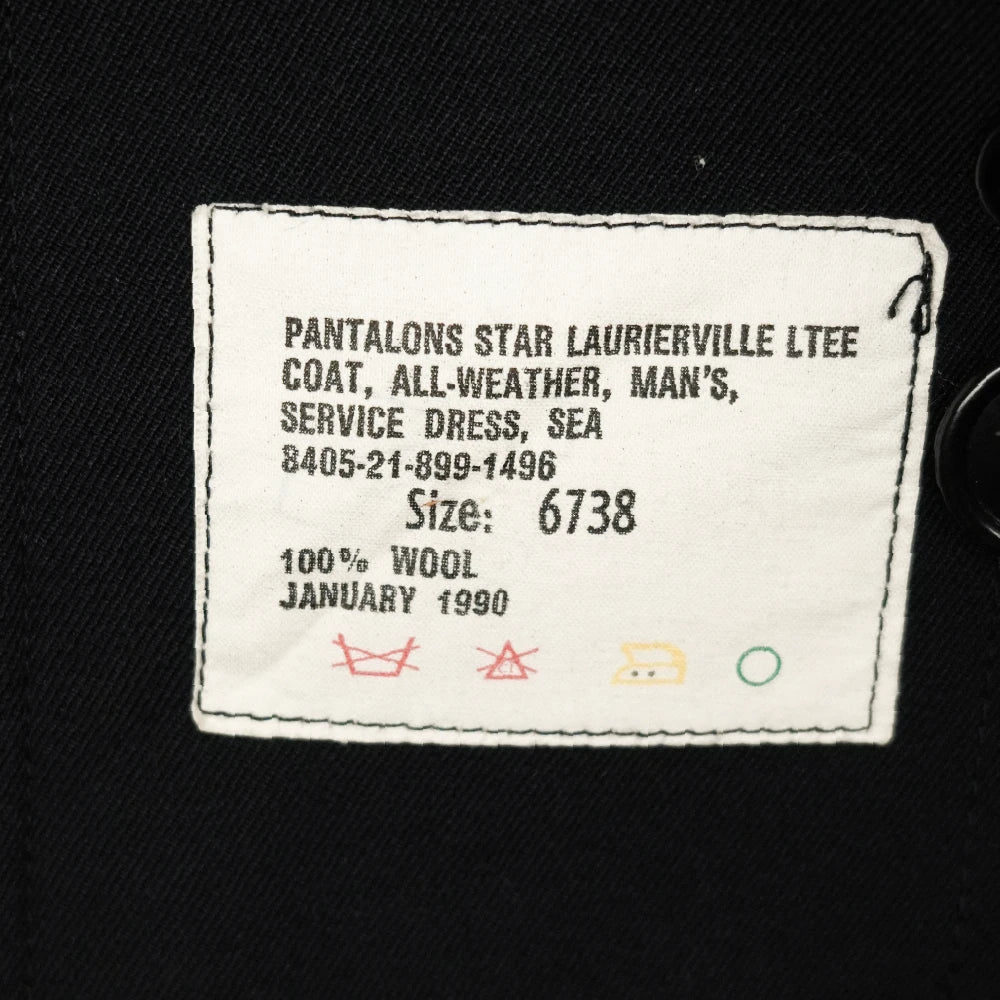 PANTALONS STAR LAURIERVILLE LTEE
COAT, ALL-WEATHER, MAN'S,
SERVICE DRESS, SEA
8405-21-899-1496
Size: 6738
100% WOOL
JANUARY 1990
CL